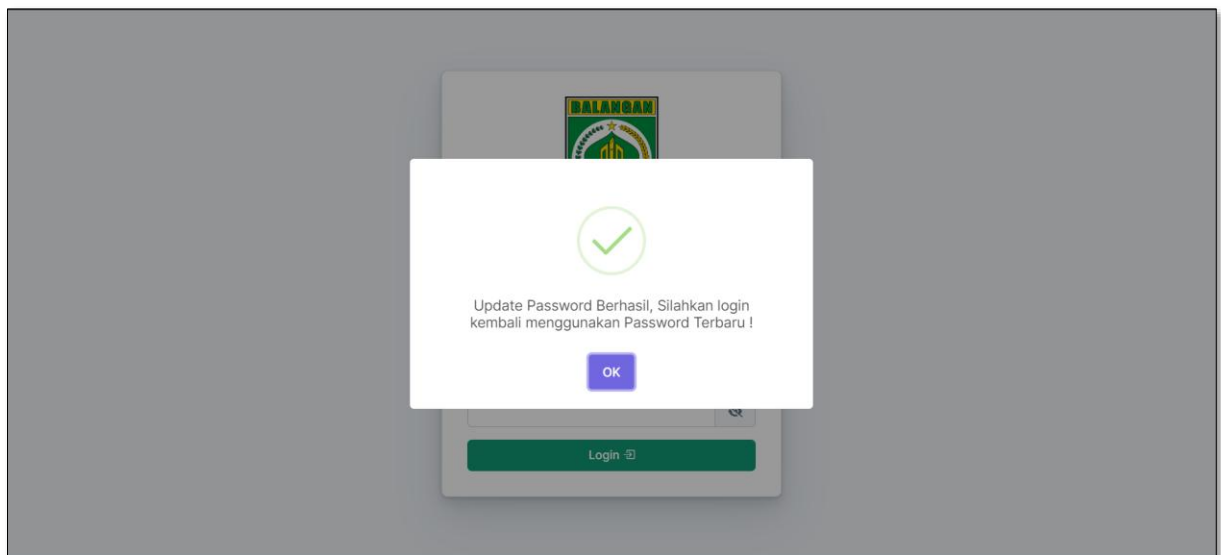 BALANGAN
Update Password Berhasil, Silahkan login
kembali menggunakan Password Terbaru !
OK
Login